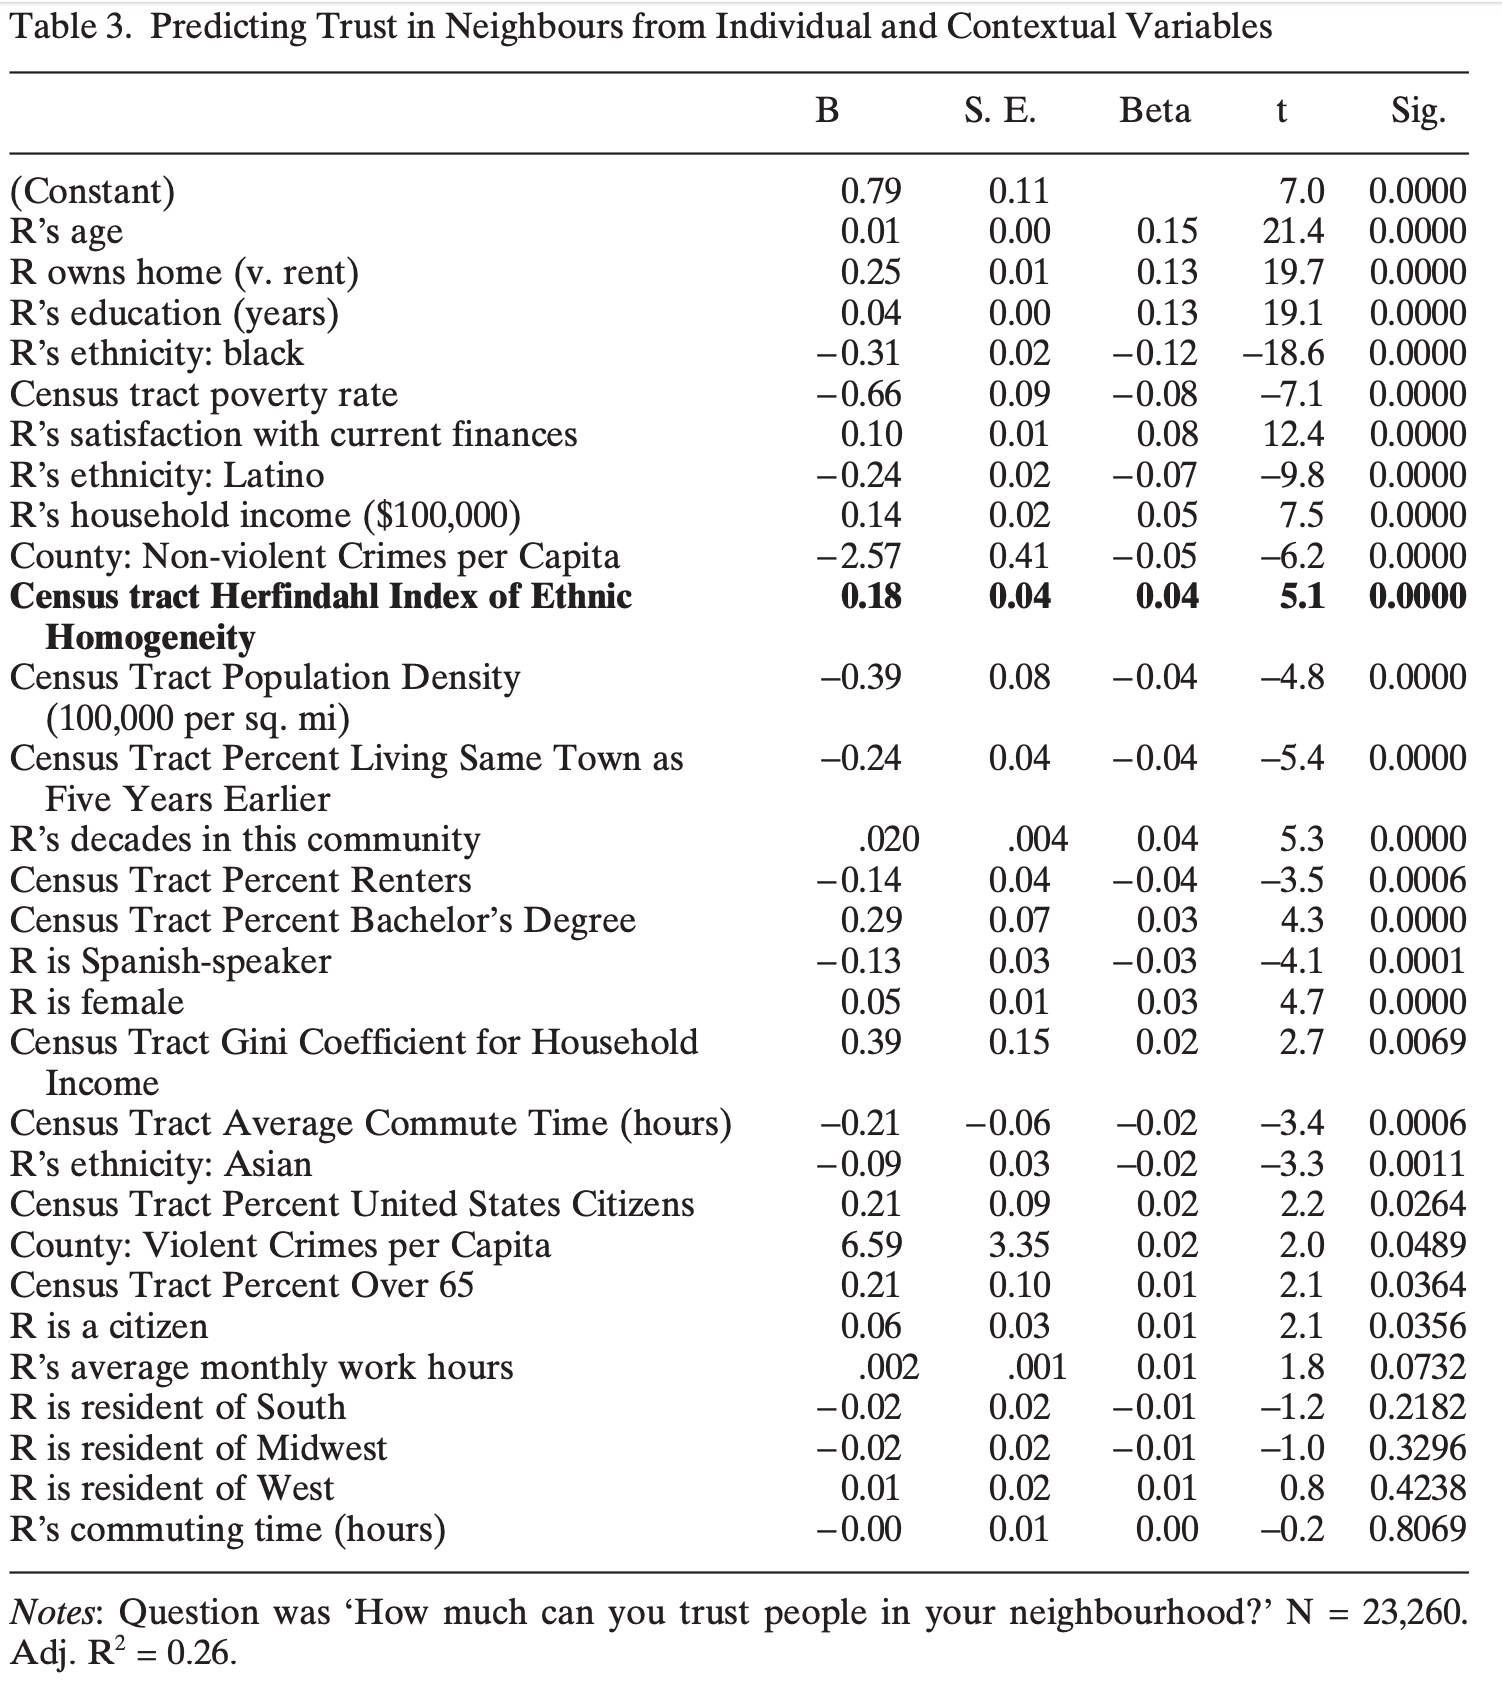 Table 3. Predicting Trust in Neighbours from Individual and Contextual Variables
B S. E. Beta t Sig.
(Constant) 0.79 0.11 7.0 0.0000
R’s age 0.01 0.00 0.15 21.4 0.0000
R owns home (v. rent) 0.25 0.01 0.13 19.7 0.0000
R’s education (years) 0.04 0.00 0.13 19.1 0.0000
R’s ethnicity: black −0.31 0.02 −0.12 −18.6 0.0000
Census tract poverty rate −0.66 0.09 −0.08 −7.1 0.0000
R’s satisfaction with current finances 0.10 0.01 0.08 12.4 0.0000
R’s ethnicity: Latino −0.24 0.02 −0.07 −9.8 0.0000
R’s household income ($100,000) 0.14 0.02 0.05 7.5 0.0000
County: Non-violent Crimes per Capita −2.57 0.41 −0.05 −6.2 0.0000
Census tract Herfindahl Index of Ethnic 0.18 0.04 0.04 5.1 0.0000
Homogeneity
Census Tract Population Density −0.39 0.08 −0.04 −4.8 0.0000
(100,000 per sq. mi)
Census Tract Percent Living Same Town as −0.24 0.04 −0.04 −5.4 0.0000
Five Years Earlier
R’s decades in this community .020 .004 0.04 5.3 0.0000
Census Tract Percent Renters −0.14 0.04 −0.04 −3.5 0.0006
Census Tract Percent Bachelor’s Degree 0.29 0.07 0.03 4.3 0.0000
R is Spanish-speaker −0.13 0.03 −0.03 −4.1 0.0001
R is female 0.05 0.01 0.03 4.7 0.0000
Census Tract Gini Coefficient for Household 0.39 0.15 0.02 2.7 0.0069
Income
Census Tract Average Commute Time (hours) −0.21 −0.06 −0.02 −3.4 0.0006
R’s ethnicity: Asian −0.09 0.03 −0.02 −3.3 0.0011
Census Tract Percent United States Citizens 0.21 0.09 0.02 2.2 0.0264
County: Violent Crimes per Capita 6.59 3.35 0.02 2.0 0.0489
Census Tract Percent Over 65 0.21 0.10 0.01 2.1 0.0364
R is a citizen 0.06 0.03 0.01 2.1 0.0356
R’s average monthly work hours .002 .001 0.01 1.8 0.0732
R is resident of South −0.02 0.02 −0.01 −1.2 0.2182
R is resident of Midwest −0.02 0.02 −0.01 −1.0 0.3296
R is resident of West 0.01 0.02 0.01 0.8 0.4238
R’s commuting time (hours) −0.00 0.01 0.00 −0.2 0.8069
Notes: Question was ‘How much can you trust people in your neighbourhood?’ N = 23,260.
Adj. R² = 0.26.